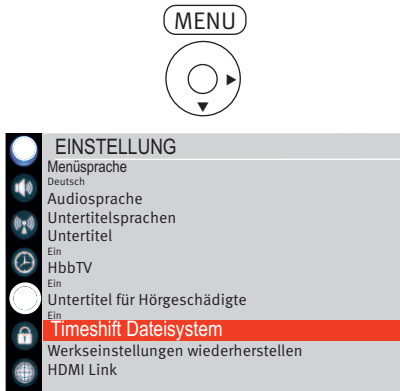 MENU
EINSTELLUNG
Menüsprache
Deutsch
Audiosprache
Untertitelsprachen
Untertitel
Ein
HbbTV
Ein
Untertitel für Hörgeschädigte
Ein
Timeshift Dateisystem
Werkseinstellungen wiederherstellen
HDMI Link